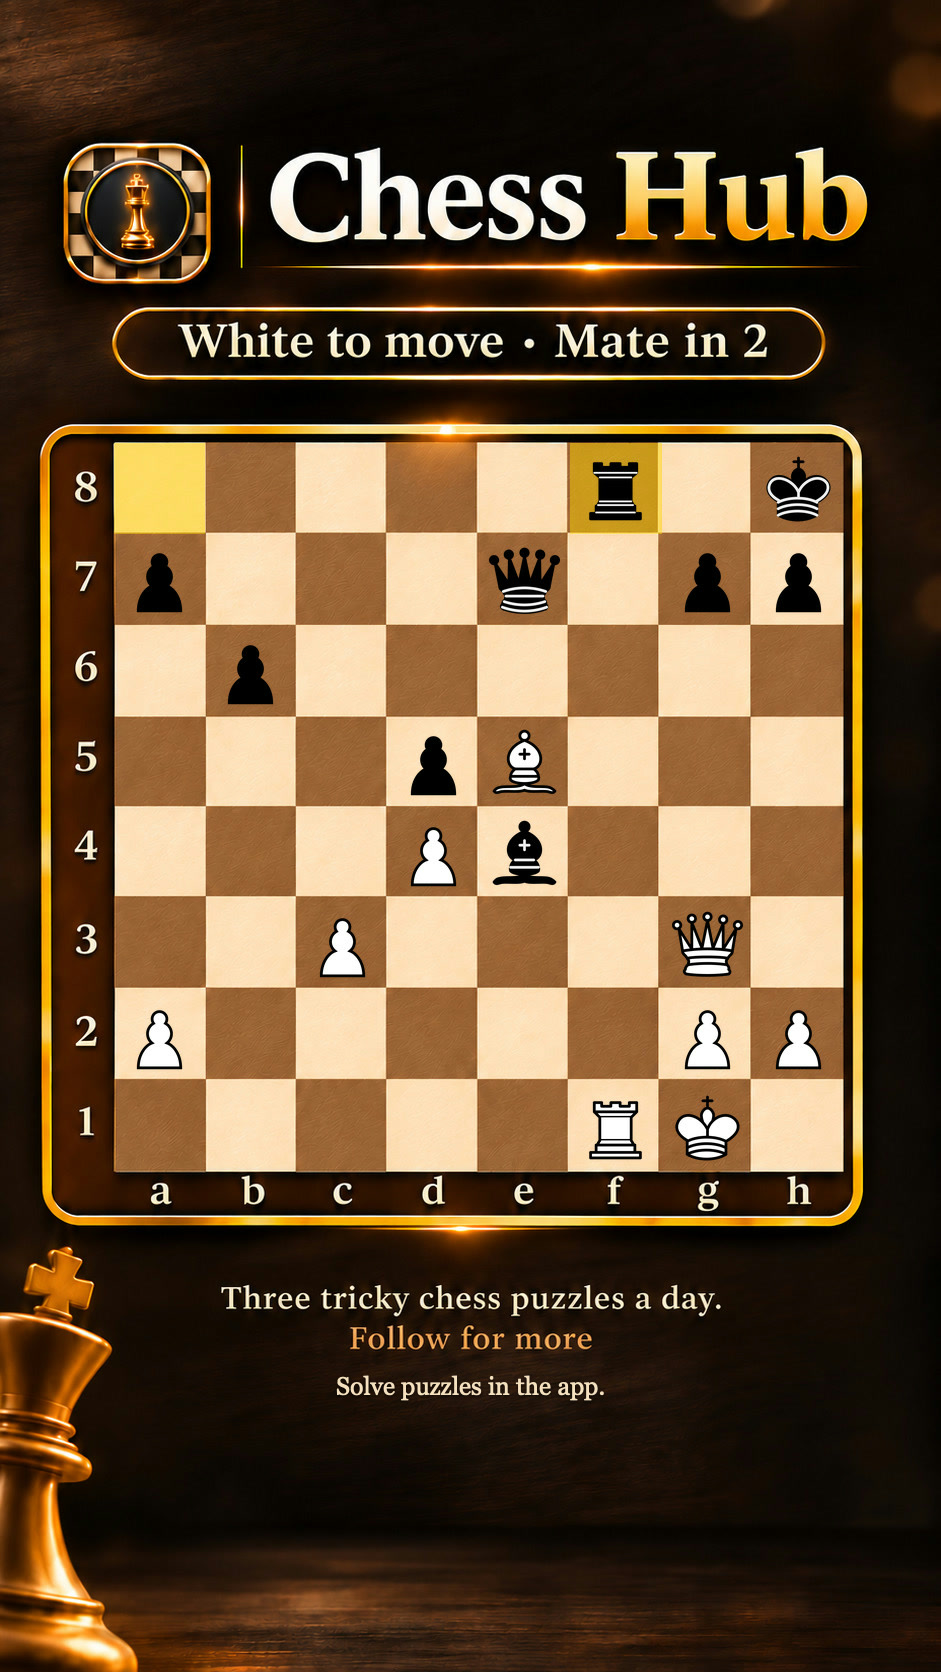 Chess Hub
White to move • Mate in 2
8
7
6
5
4
3
2
1
a b c d e f g h
Three tricky chess puzzles a day.
Follow for more
Solve puzzles in the app.